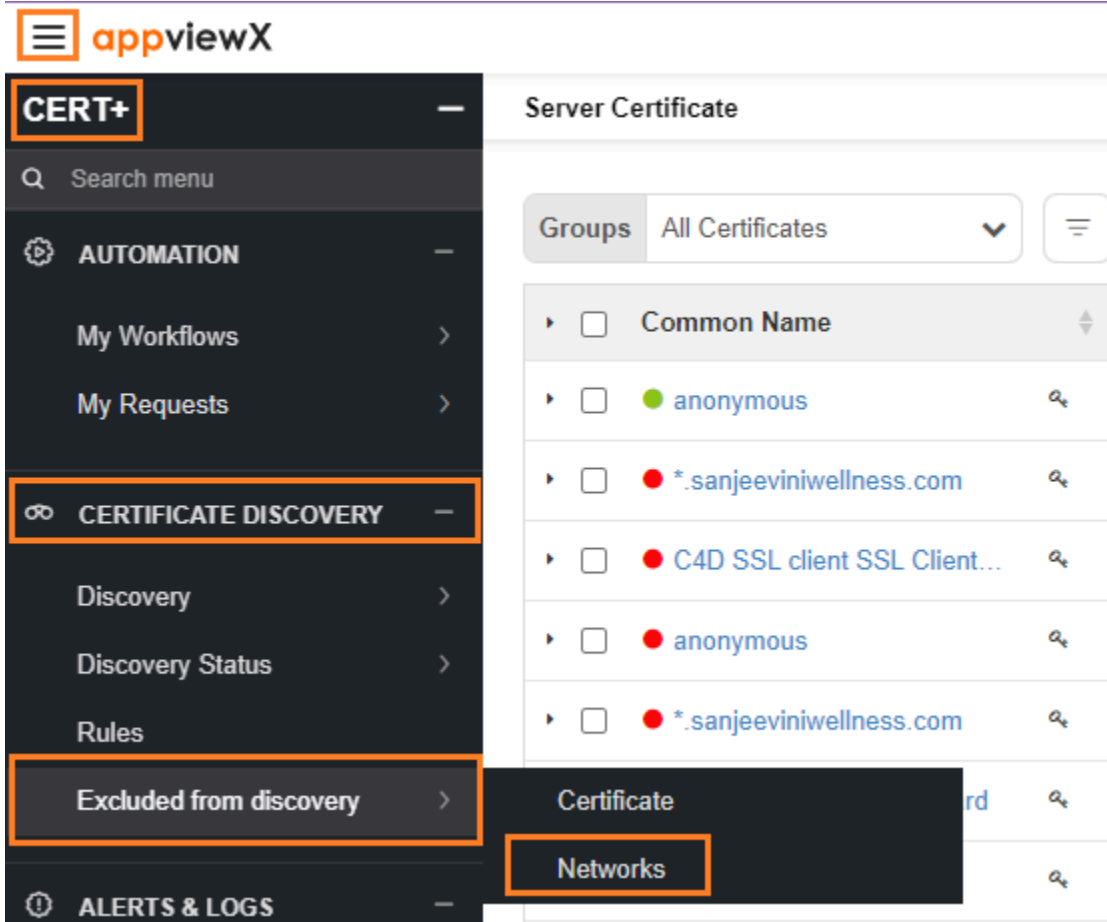 appviewX
CERT+
Search menu
AUTOMATION
My Workflows
My Requests
CERTIFICATE DISCOVERY
Discovery
Discovery Status
Rules
Excluded from discovery
ALERTS & LOGS
Certificate
Networks
Server Certificate
Groups
All Certificates
Common Name
anonymous
*.sanjeeviniwellness.com
C4D SSL client SSL Client...
anonymous
*.sanjeeviniwellness.com
rd